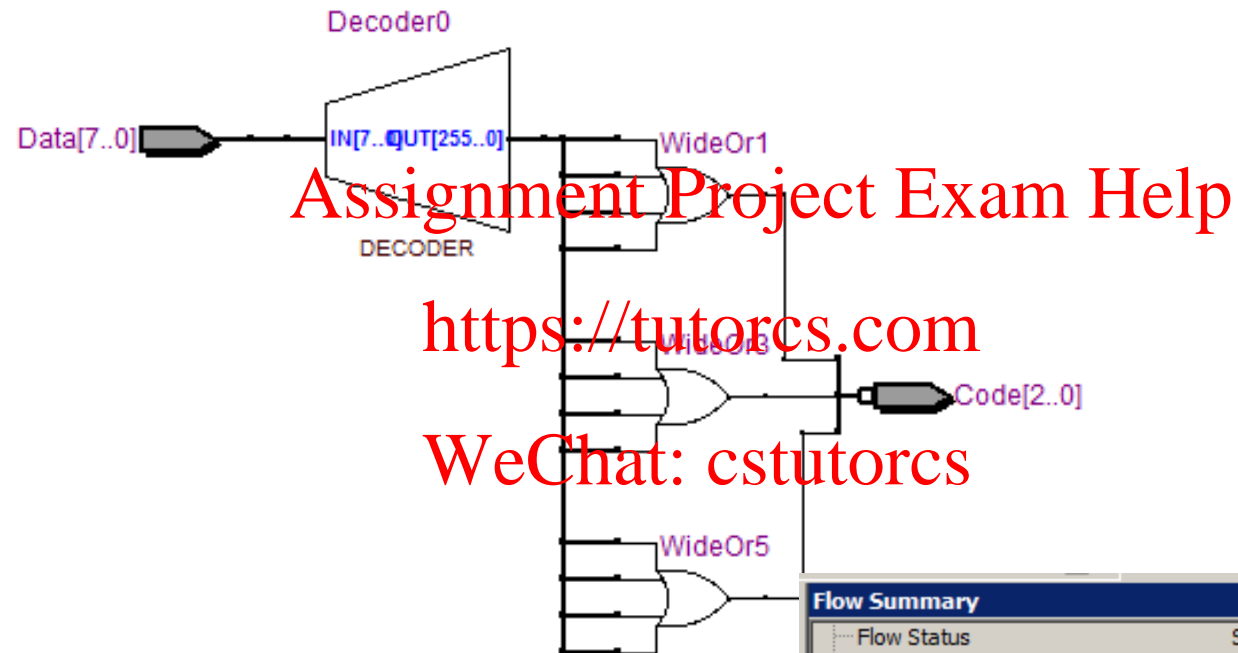 Decoder0
Data[7..0]
IN[7..0]
OUT[255..0]
WideOr1
Assignment Project Exam Help
DECODER
https://tutorcs.com
WideOr3
Code[2..0]
WeChat: cstutorcs
WideOr5
Flow Summary
Flow Status
S